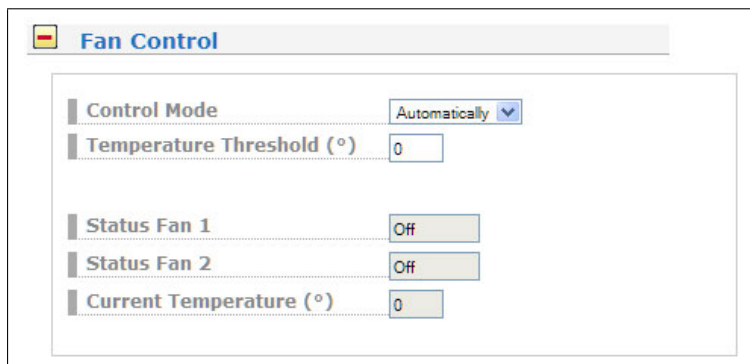 Fan Control
Control Mode Automatically
Temperature Threshold (°) 0
Status Fan 1 Off
Status Fan 2 Off
Current Temperature (°) 0